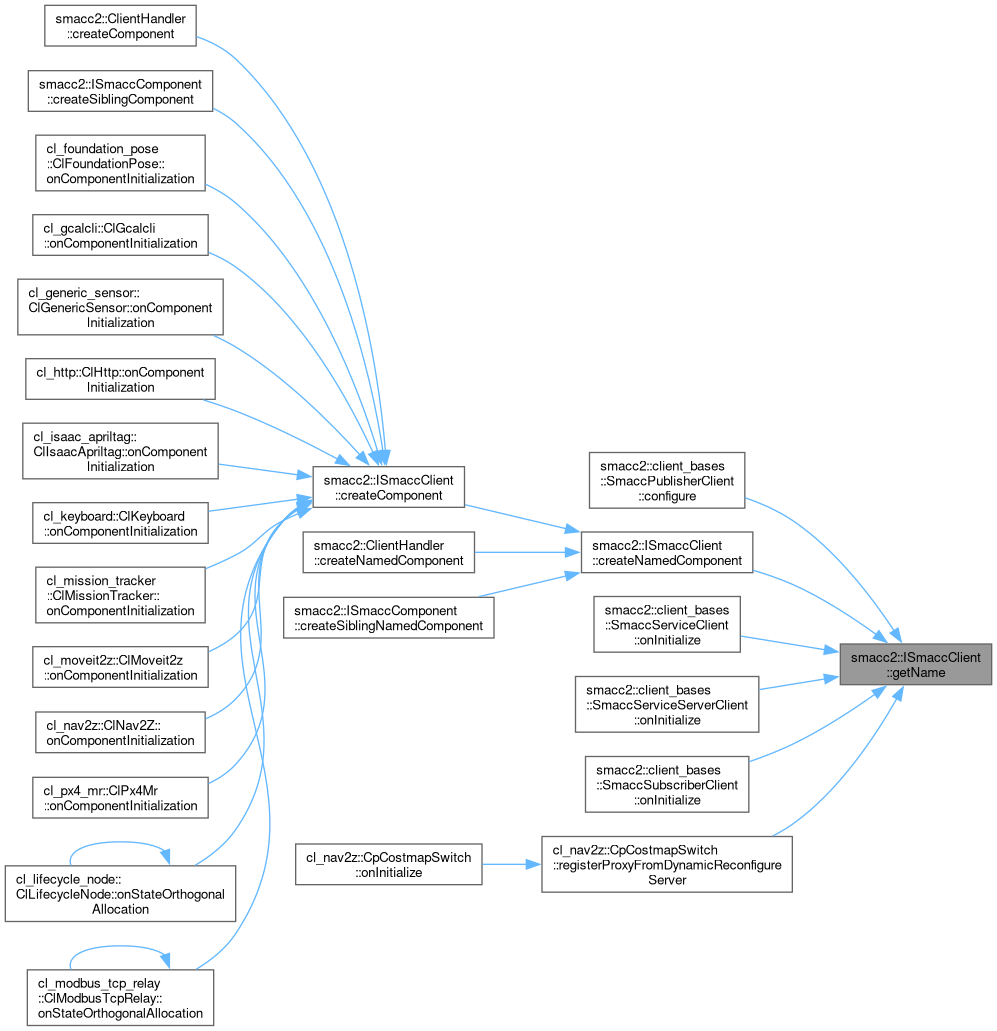 smacc2::ClientHandler
::createComponent
smacc2::ISmaccComponent
::createSiblingComponent
cl_foundation_pose
::ClFoundationPose::
onComponentInitialization
cl_gcalcli::ClGcalcli
::onComponentInitialization
cl_generic_sensor::
ClGenericSensor::onComponent
Initialization
cl_http::ClHttp::onComponent
Initialization
cl_isaac_apriltag::
ClIsaacApriltag::onComponent
Initialization
cl_keyboard::ClKeyboard
::onComponentInitialization
cl_mission_tracker
::ClMissionTracker::
onComponentInitialization
cl_moveit2z::ClMoveit2z
::onComponentInitialization
cl_nav2z::ClNav2Z::
onComponentInitialization
cl_px4_mr::ClPx4Mr
::onComponentInitialization
cl_lifecycle_node::
ClLifecycleNode::onStateOrthogonal
Allocation
cl_modbus_tcp_relay
::ClModbusTcpRelay::
onStateOrthogonalAllocation
smacc2::ISmaccClient
::createComponent
smacc2::ClientHandler
::createNamedComponent
smacc2::ISmaccComponent
::createSiblingNamedComponent
cl_nav2z::CpCostmapSwitch
::onInitialize
smacc2::client_bases
::SmaccPublisherClient
::configure
smacc2::ISmaccClient
::createNamedComponent
smacc2::client_bases
::SmaccServiceClient
::onInitialize
smacc2::client_bases
::SmaccServiceServerClient
::onInitialize
smacc2::client_bases
::SmaccSubscriberClient
::onInitialize
cl_nav2z::CpCostmapSwitch
::registerProxyFromDynamicReconfigure
Server
smacc2::ISmaccClient
::getName